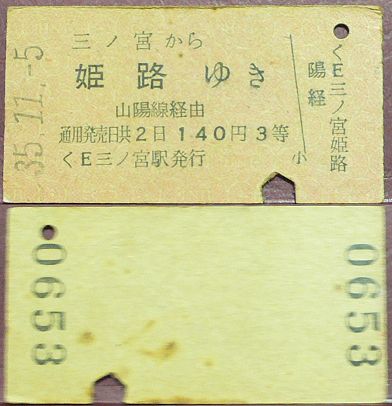 35.11.-5
三ノ宮から
姫路ゆき
山陽線経由
通用発売日共2日140円3等
くE三ノ宮駅発行
小
くE三ノ宮姫路
陽経
0653
0653